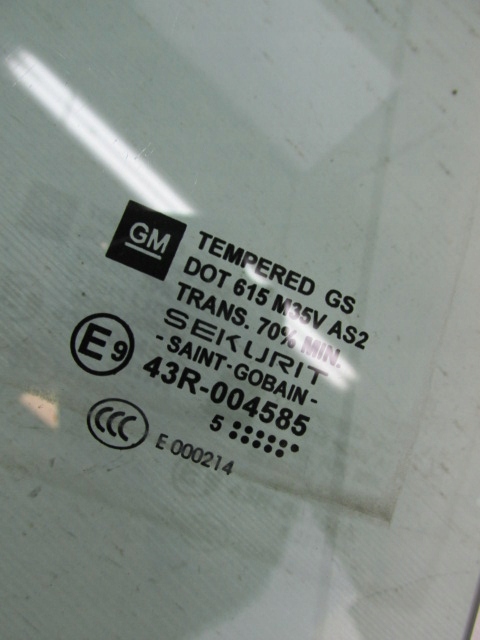 GM
TEMPERED GS
DOT 615 M35V AS2
TRANS. 70% MIN.
SEKURIT
- SAINT-GOBAIN -
E9
43R-004585
5
CCC
E 000214